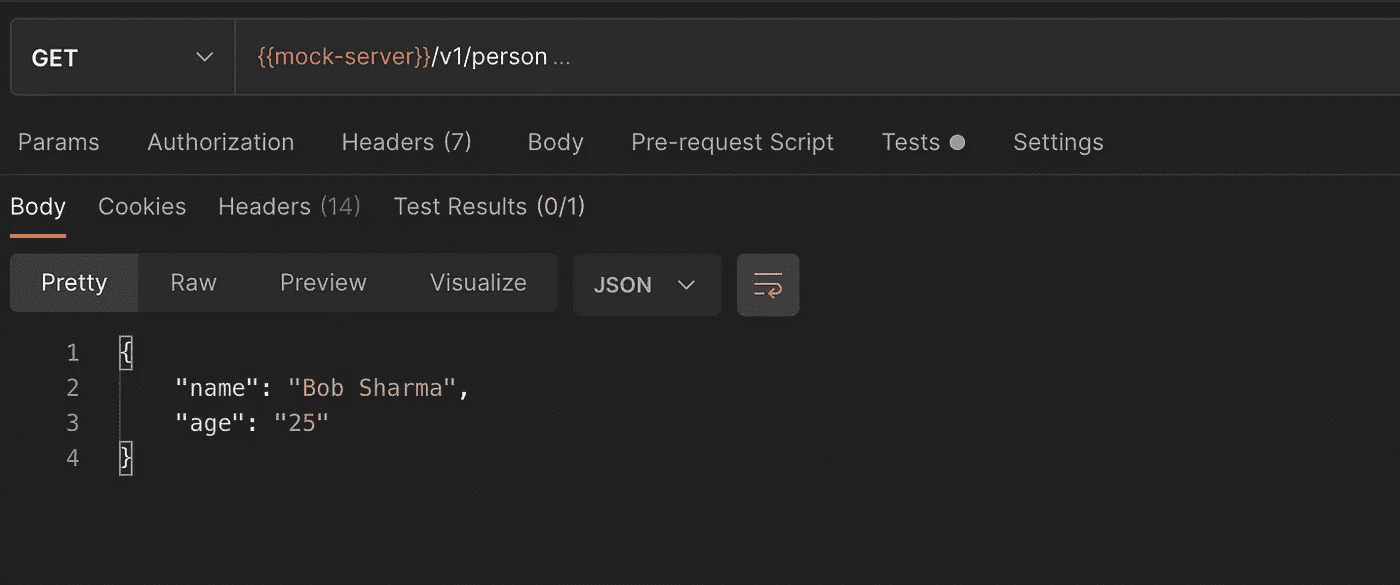 GET {{mock-server}}/v1/person ...
Params Authorization Headers (7) Body Pre-request Script Tests Settings
Body Cookies Headers (14) Test Results (0/1)
Pretty Raw Preview Visualize JSON
1 {
2 "name": "Bob Sharma",
3 "age": "25"
4 }